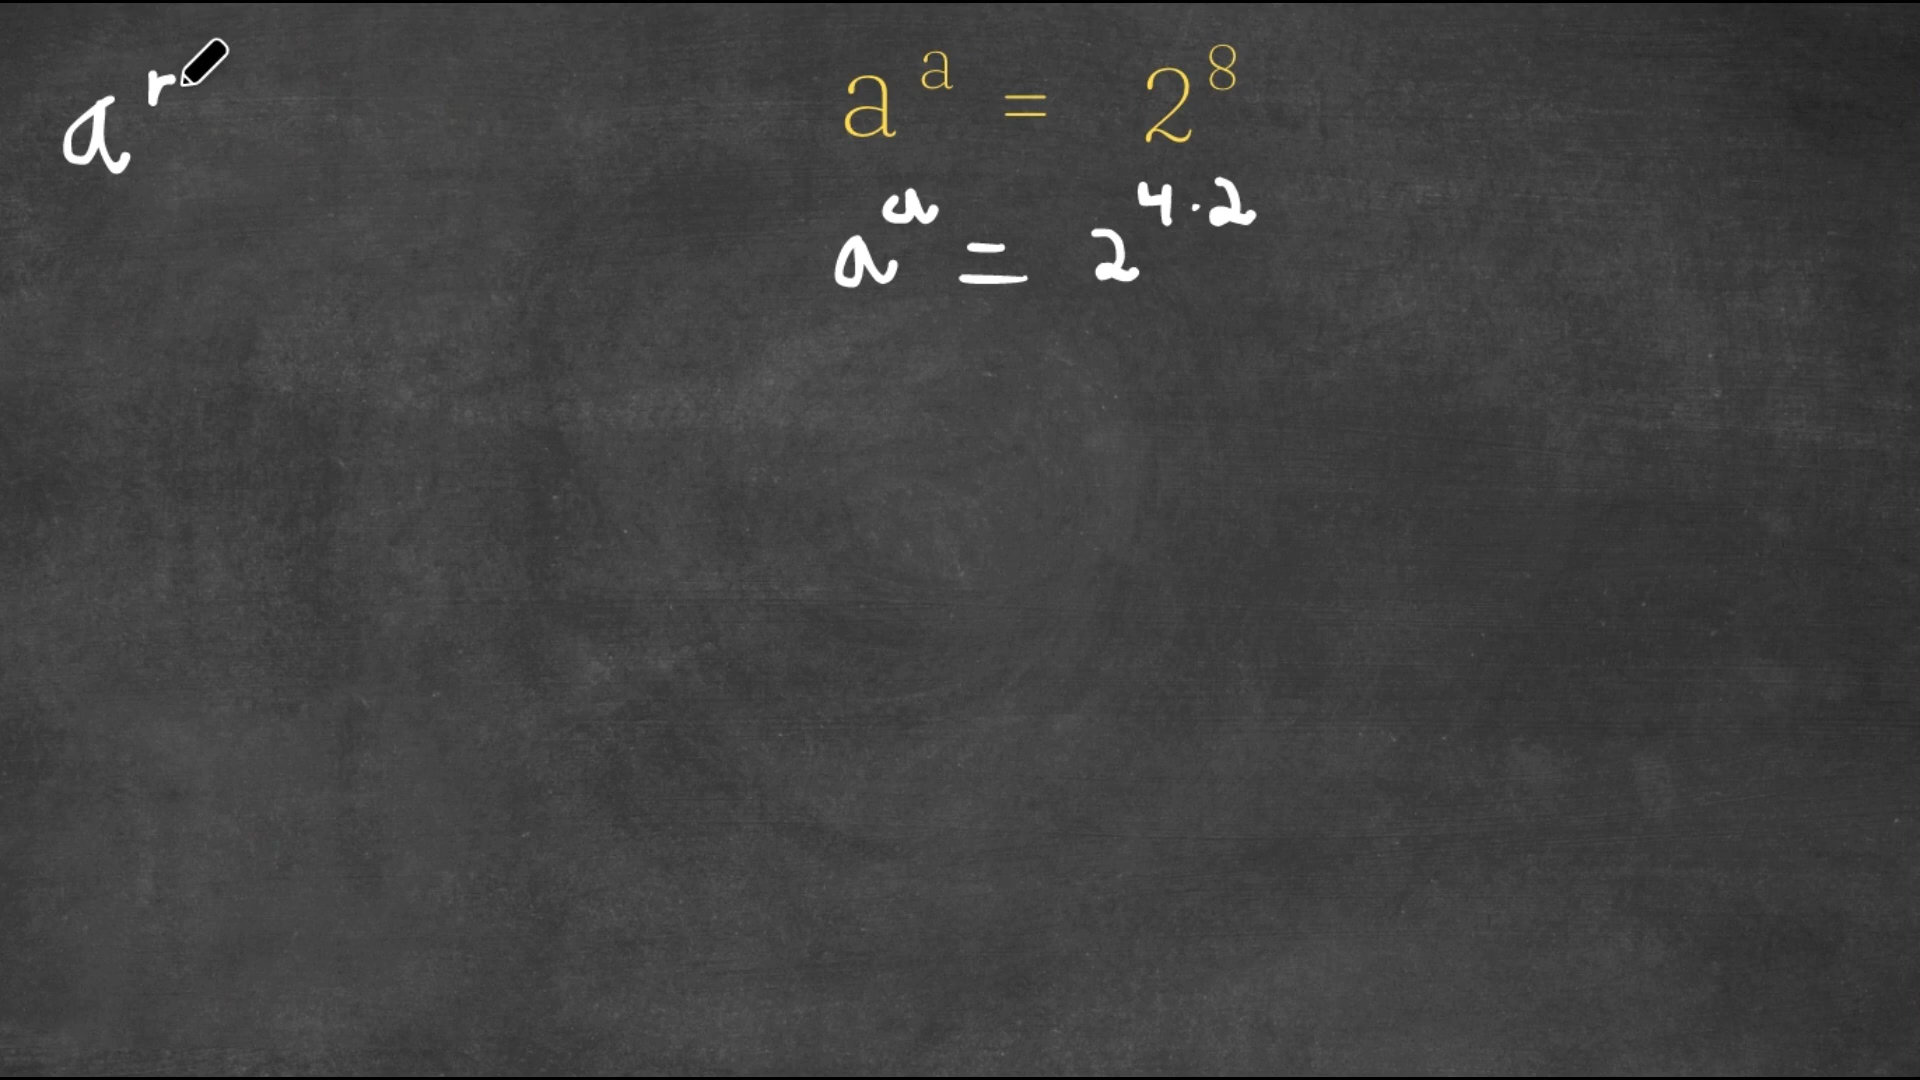 a^r
a^a = 2^8
a^a = 2^4·2